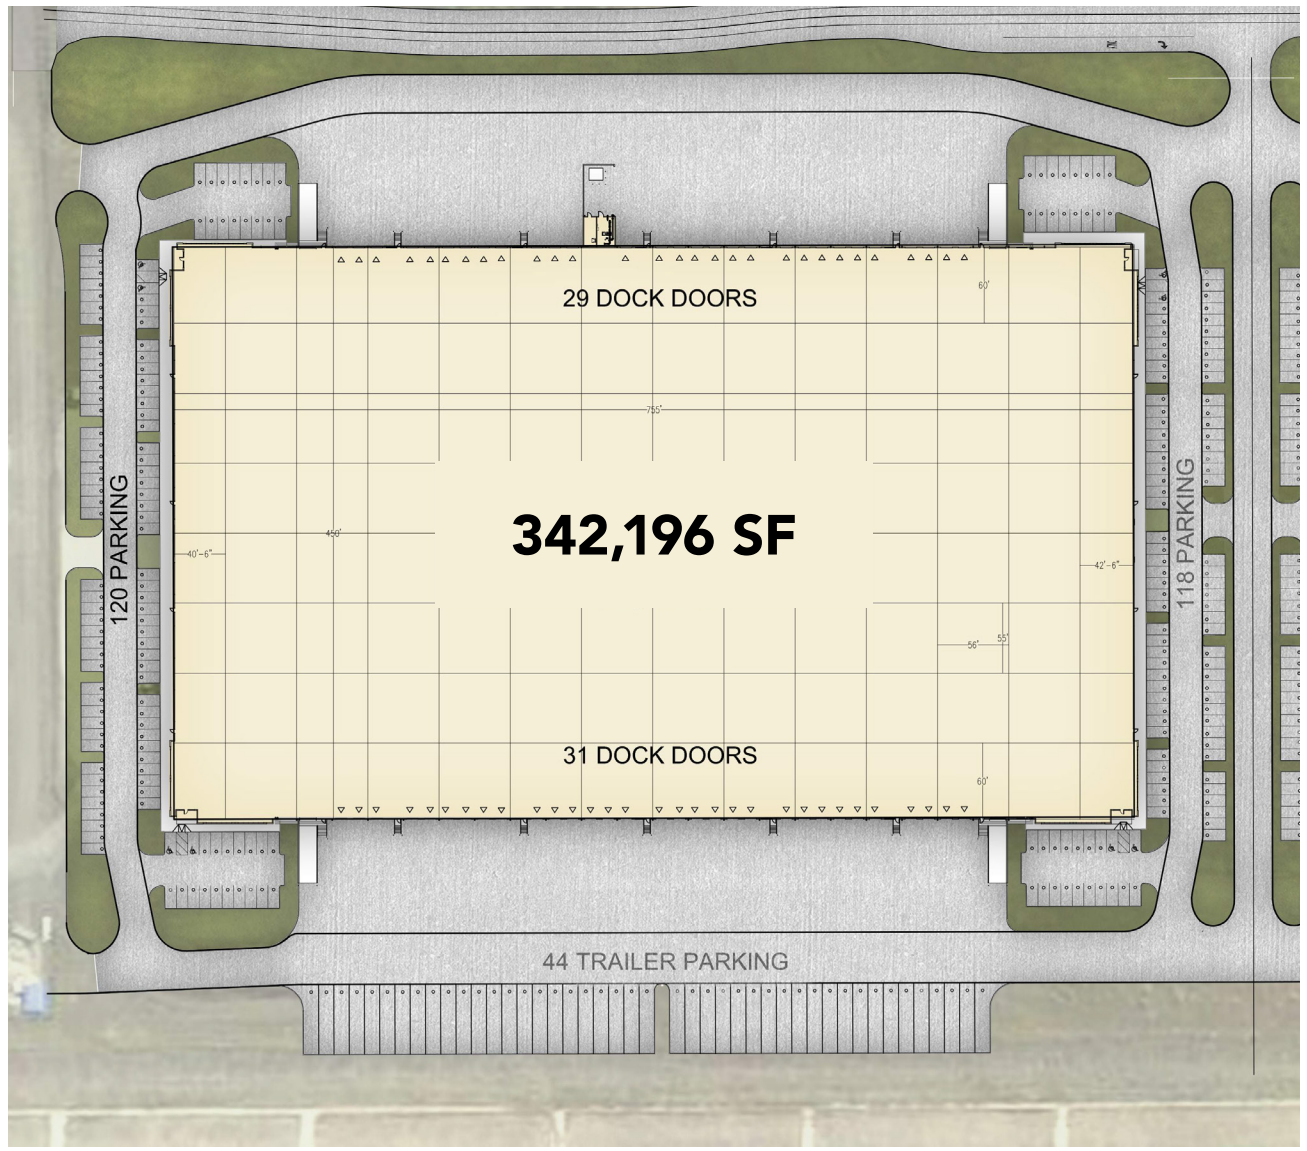 29 DOCK DOORS
60'
755'
342,196 SF
450'
40'-6"
42'-6"
120 PARKING
118 PARKING
56'
55'
31 DOCK DOORS
60'
44 TRAILER PARKING